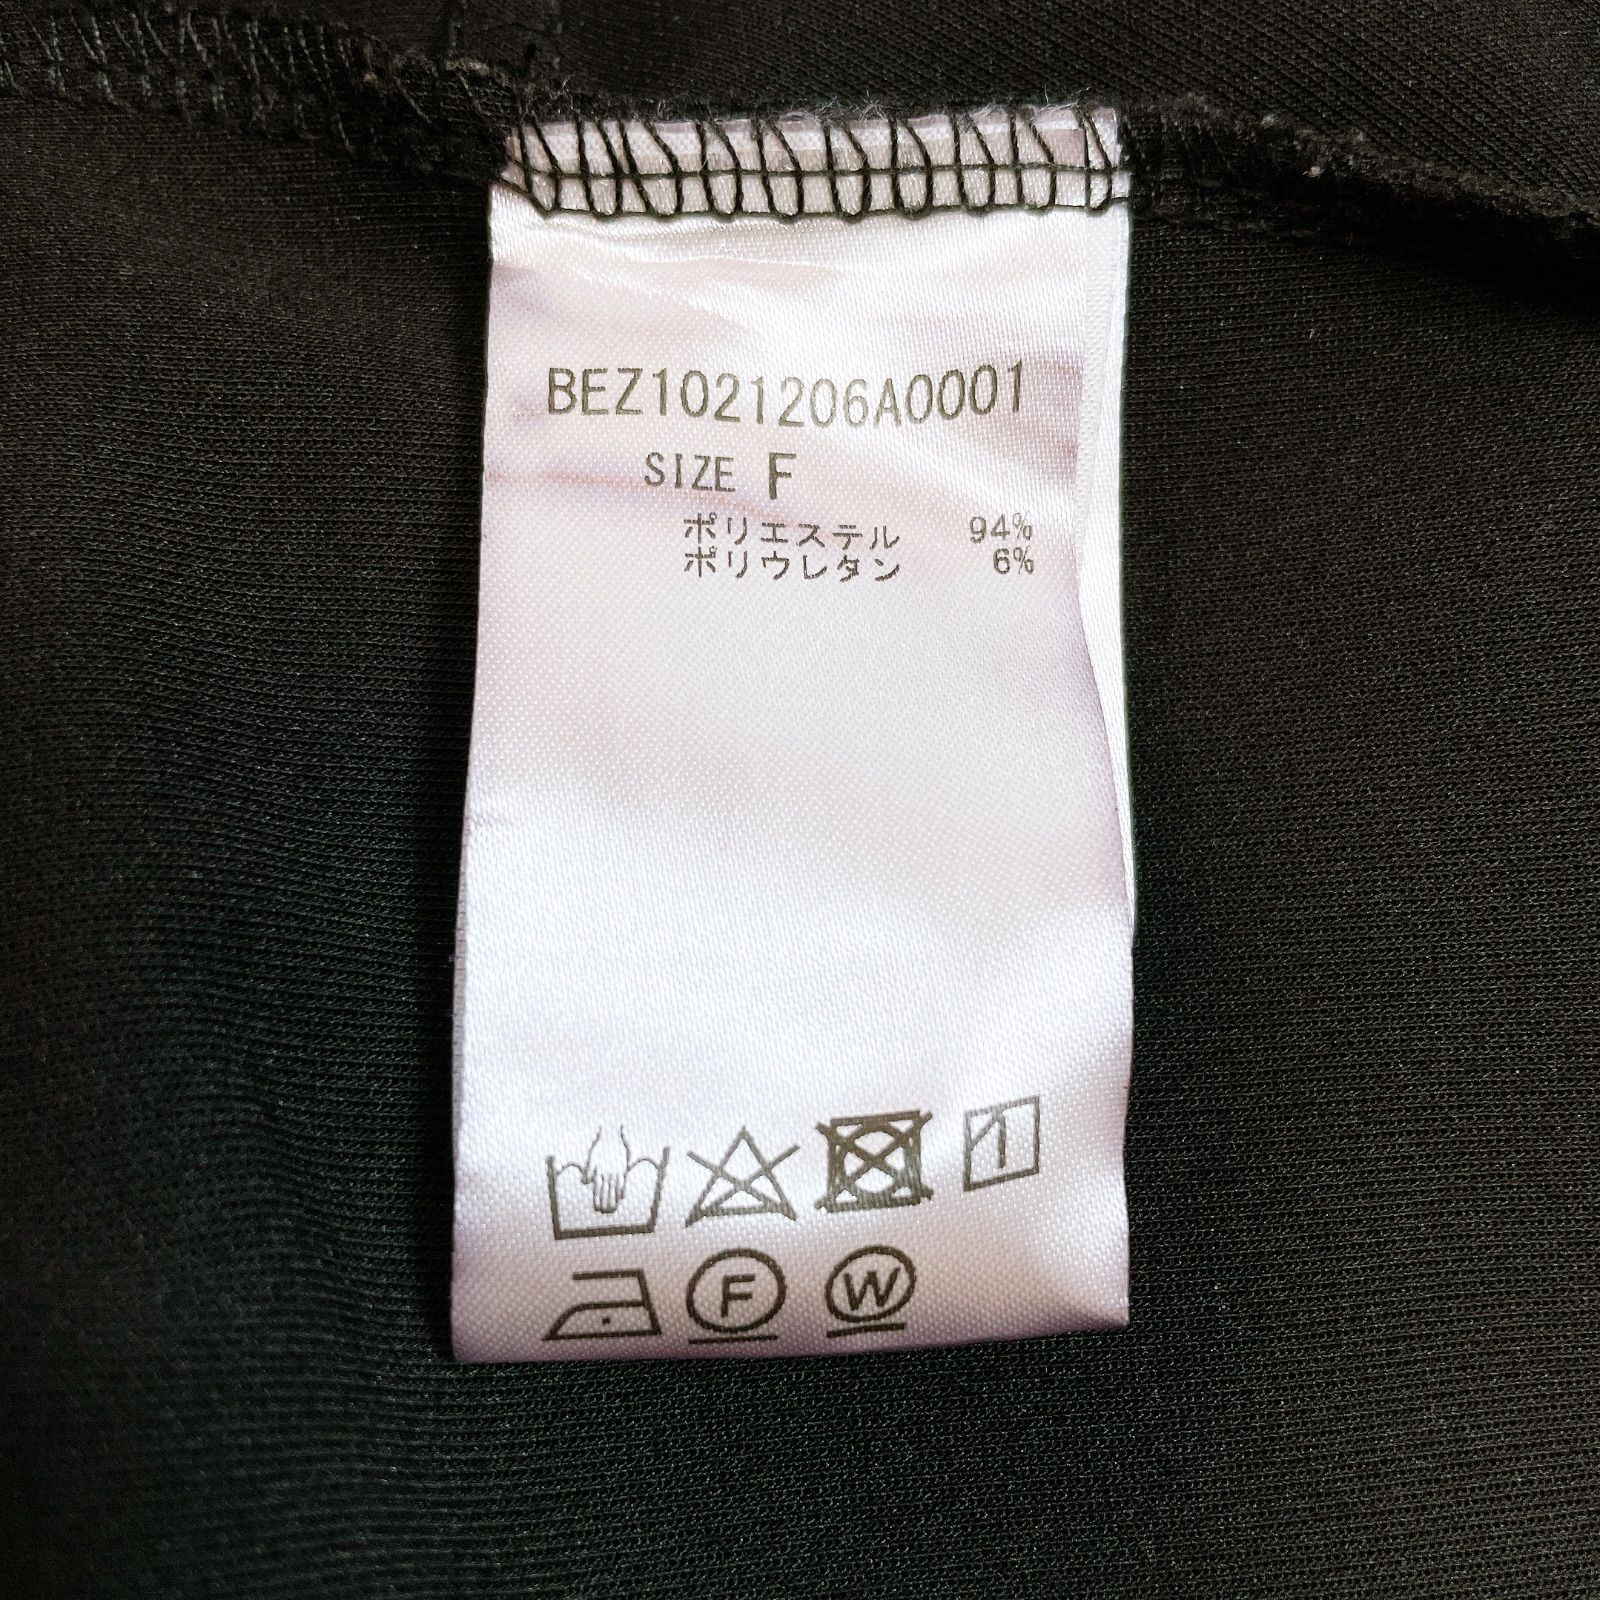 BEZ1021206A0001
SIZE F
ポリエステル 94%
ポリウレタン 6%
F W